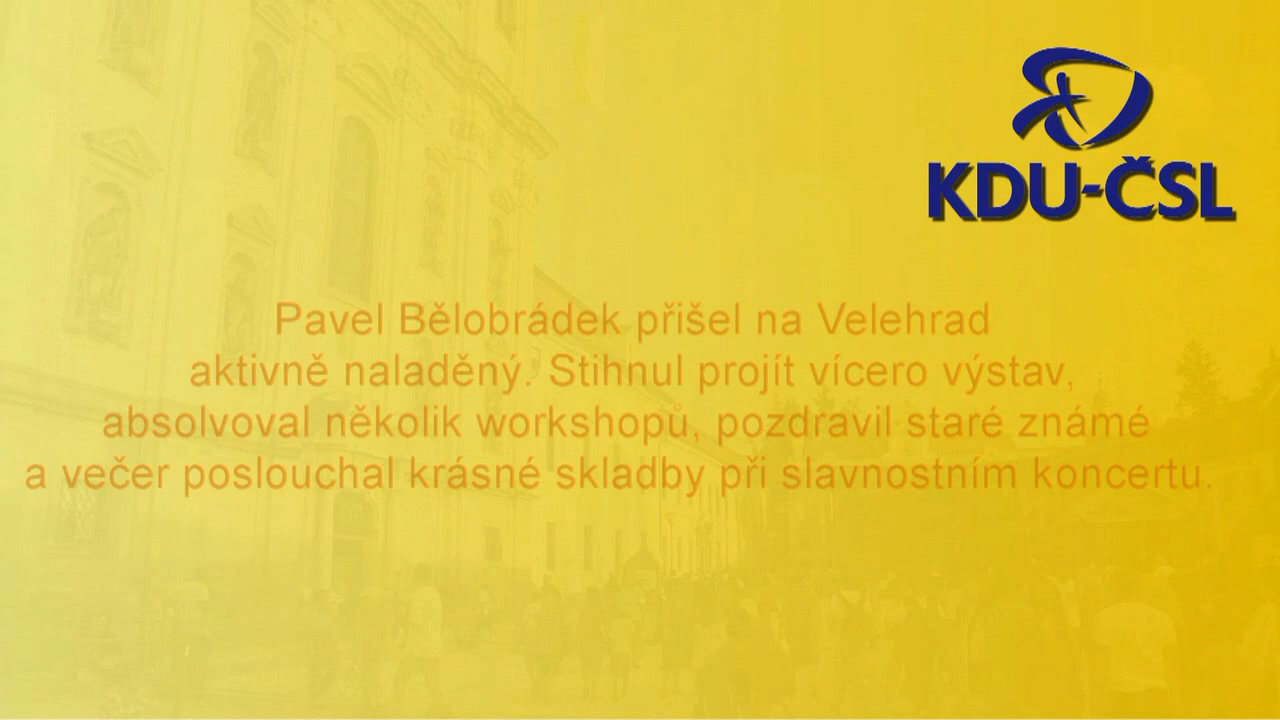 KDU-ČSL
Pavel Bělobrádek přišel na Velehrad
aktivně naladěný. Stihnul projít vícero výstav,
absolvoval několik workshopů, pozdravil staré známé
a večer poslouchal krásné skladby při slavnostním koncertu.